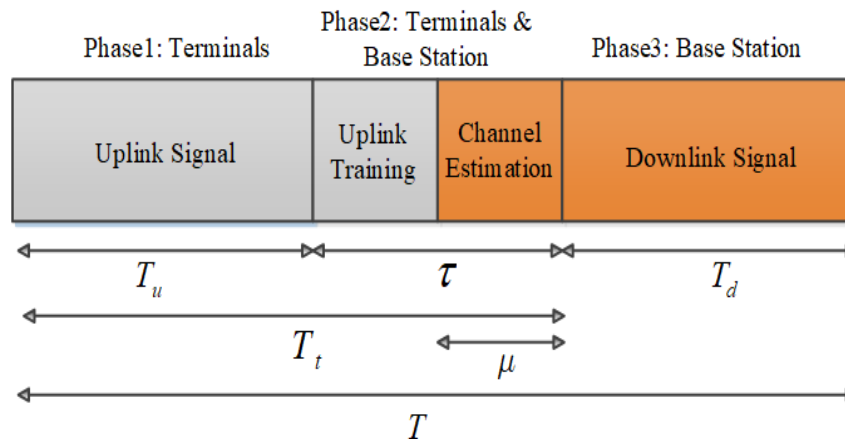 Phase1: Terminals
Phase2: Terminals &
Base Station
Phase3: Base Station
Uplink Signal
Uplink
Training
Channel
Estimation
Downlink Signal
T_u
τ
T_d
T_t
μ
T